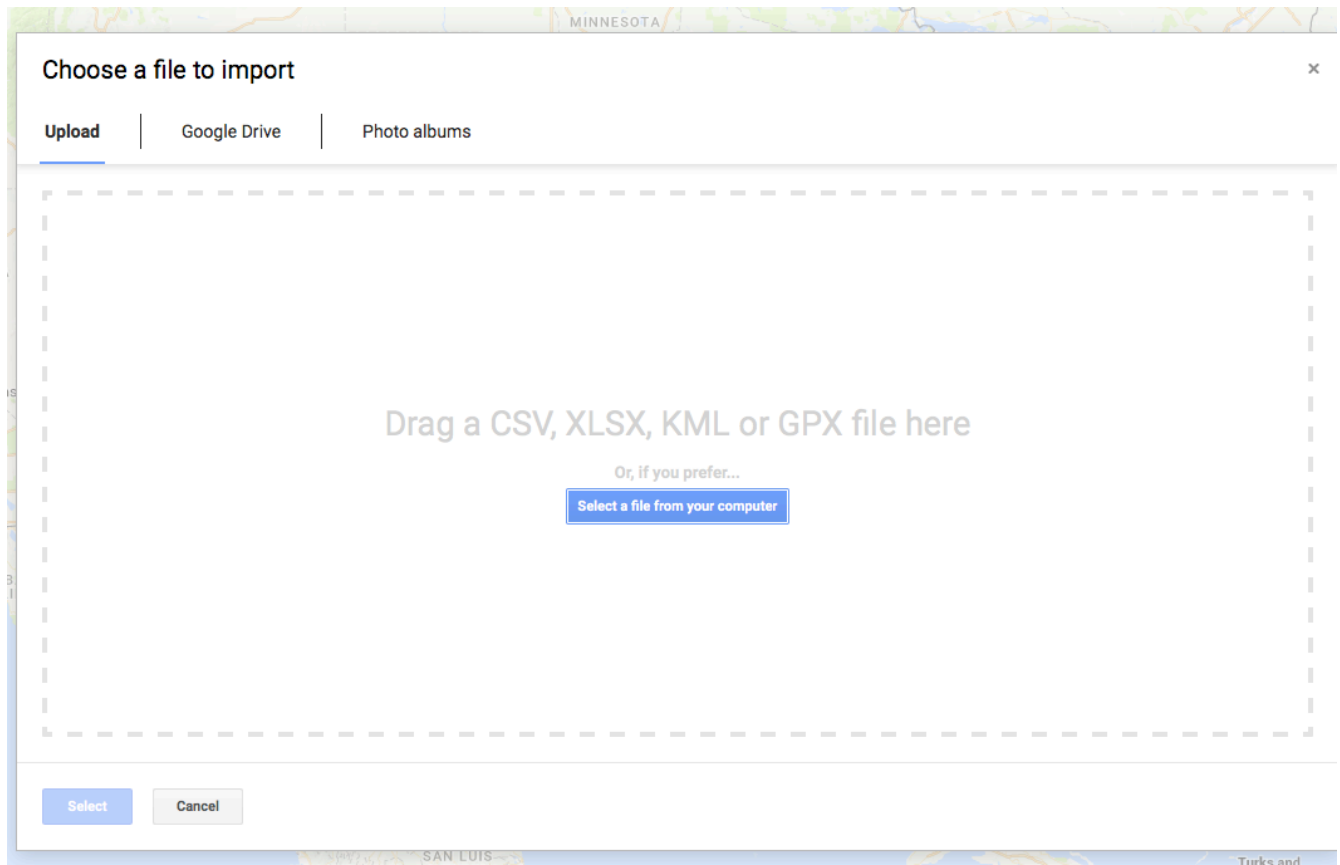 MINNESOTA
Choose a file to import
×
Upload
Google Drive
Photo albums
Drag a CSV, XLSX, KML or GPX file here
Or, if you prefer...
Select a file from your computer
Select
Cancel
SAN LUIS
Turks and